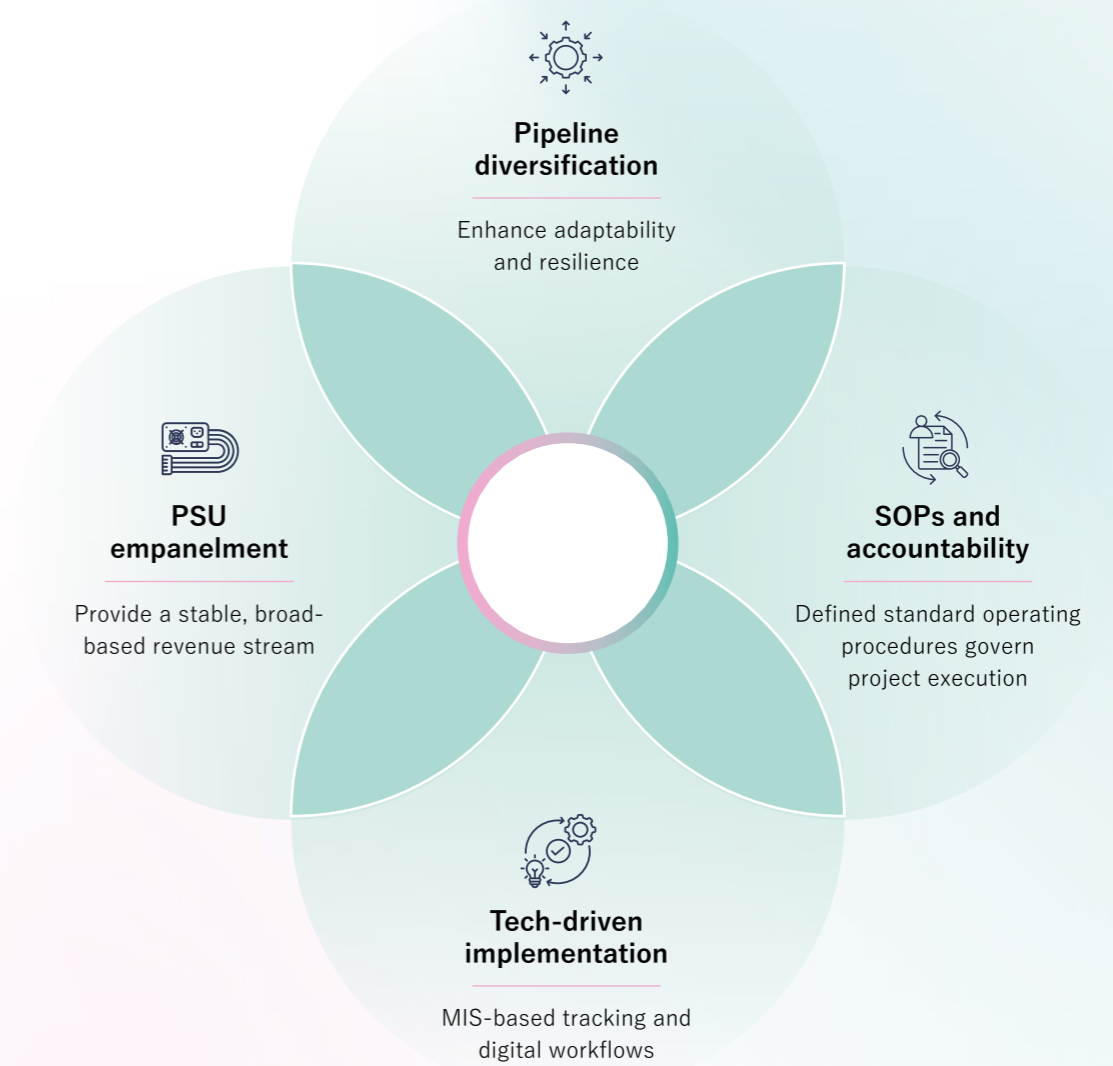 Pipeline
diversification
Enhance adaptability
and resilience
PSU
empanelment
Provide a stable, broad-
based revenue stream
SOPs and
accountability
Defined standard operating
procedures govern
project execution
Tech-driven
implementation
MIS-based tracking and
digital workflows